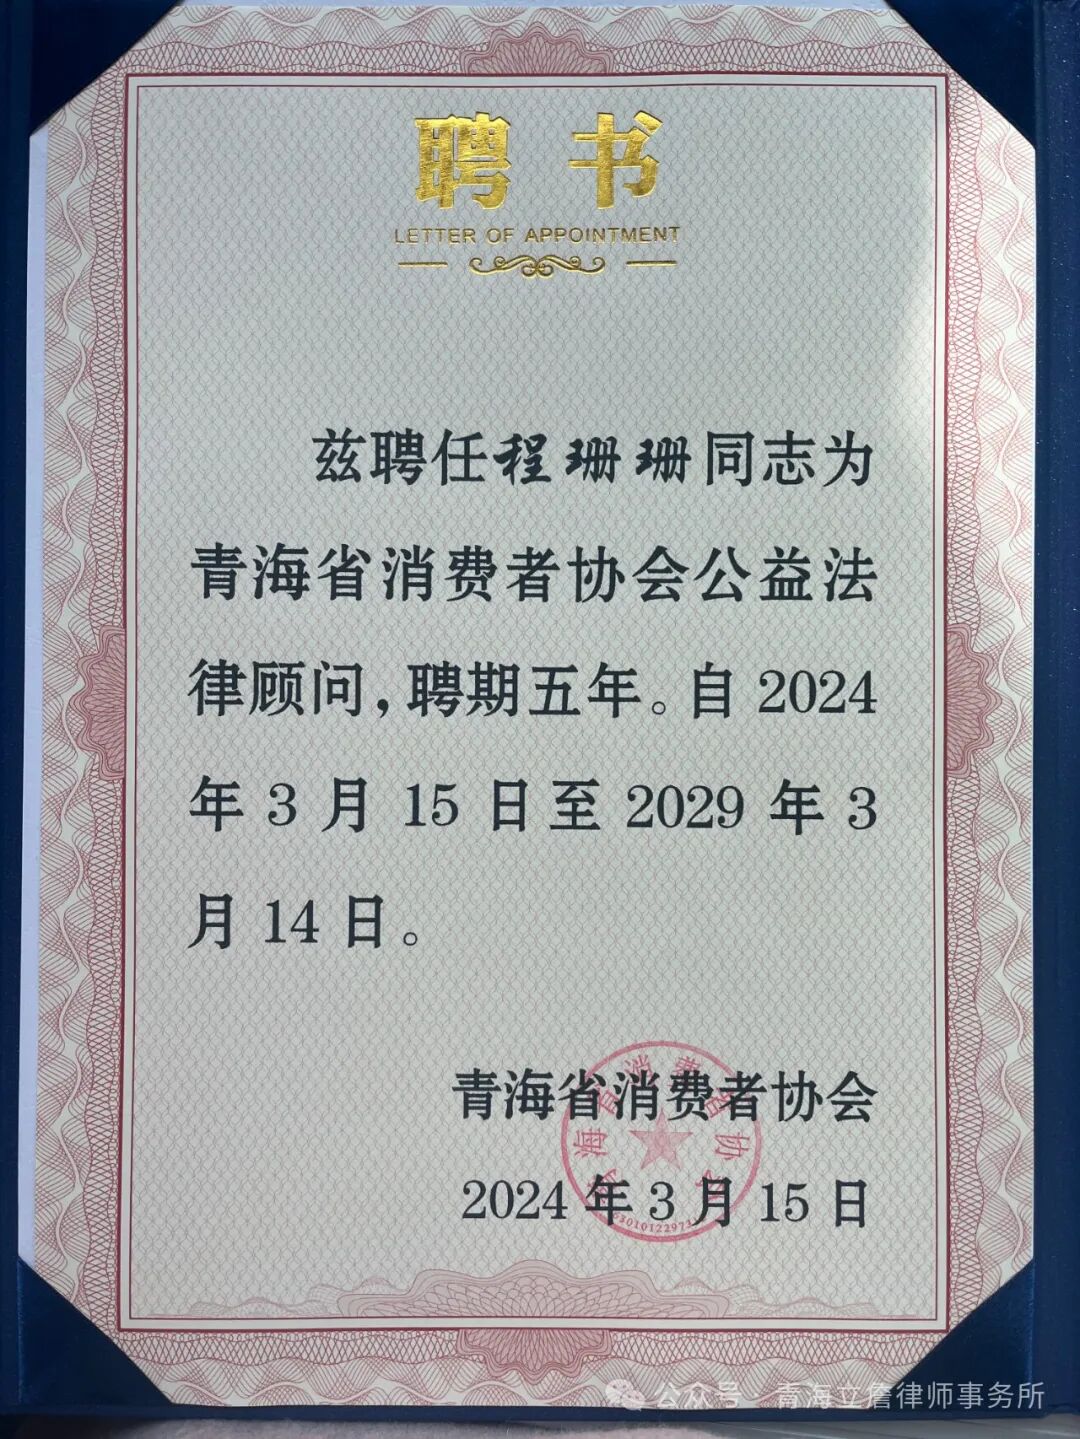 聘书
LETTER OF APPOINTMENT
兹聘任程珊珊同志为
青海省消费者协会公益法
律顾问，聘期五年。自 2024
年 3 月 15 日至 2029 年 3
月 14 日。
青海省消费者协会
2024 年 3 月 15 日
公众号 · 青海立詹律师事务所